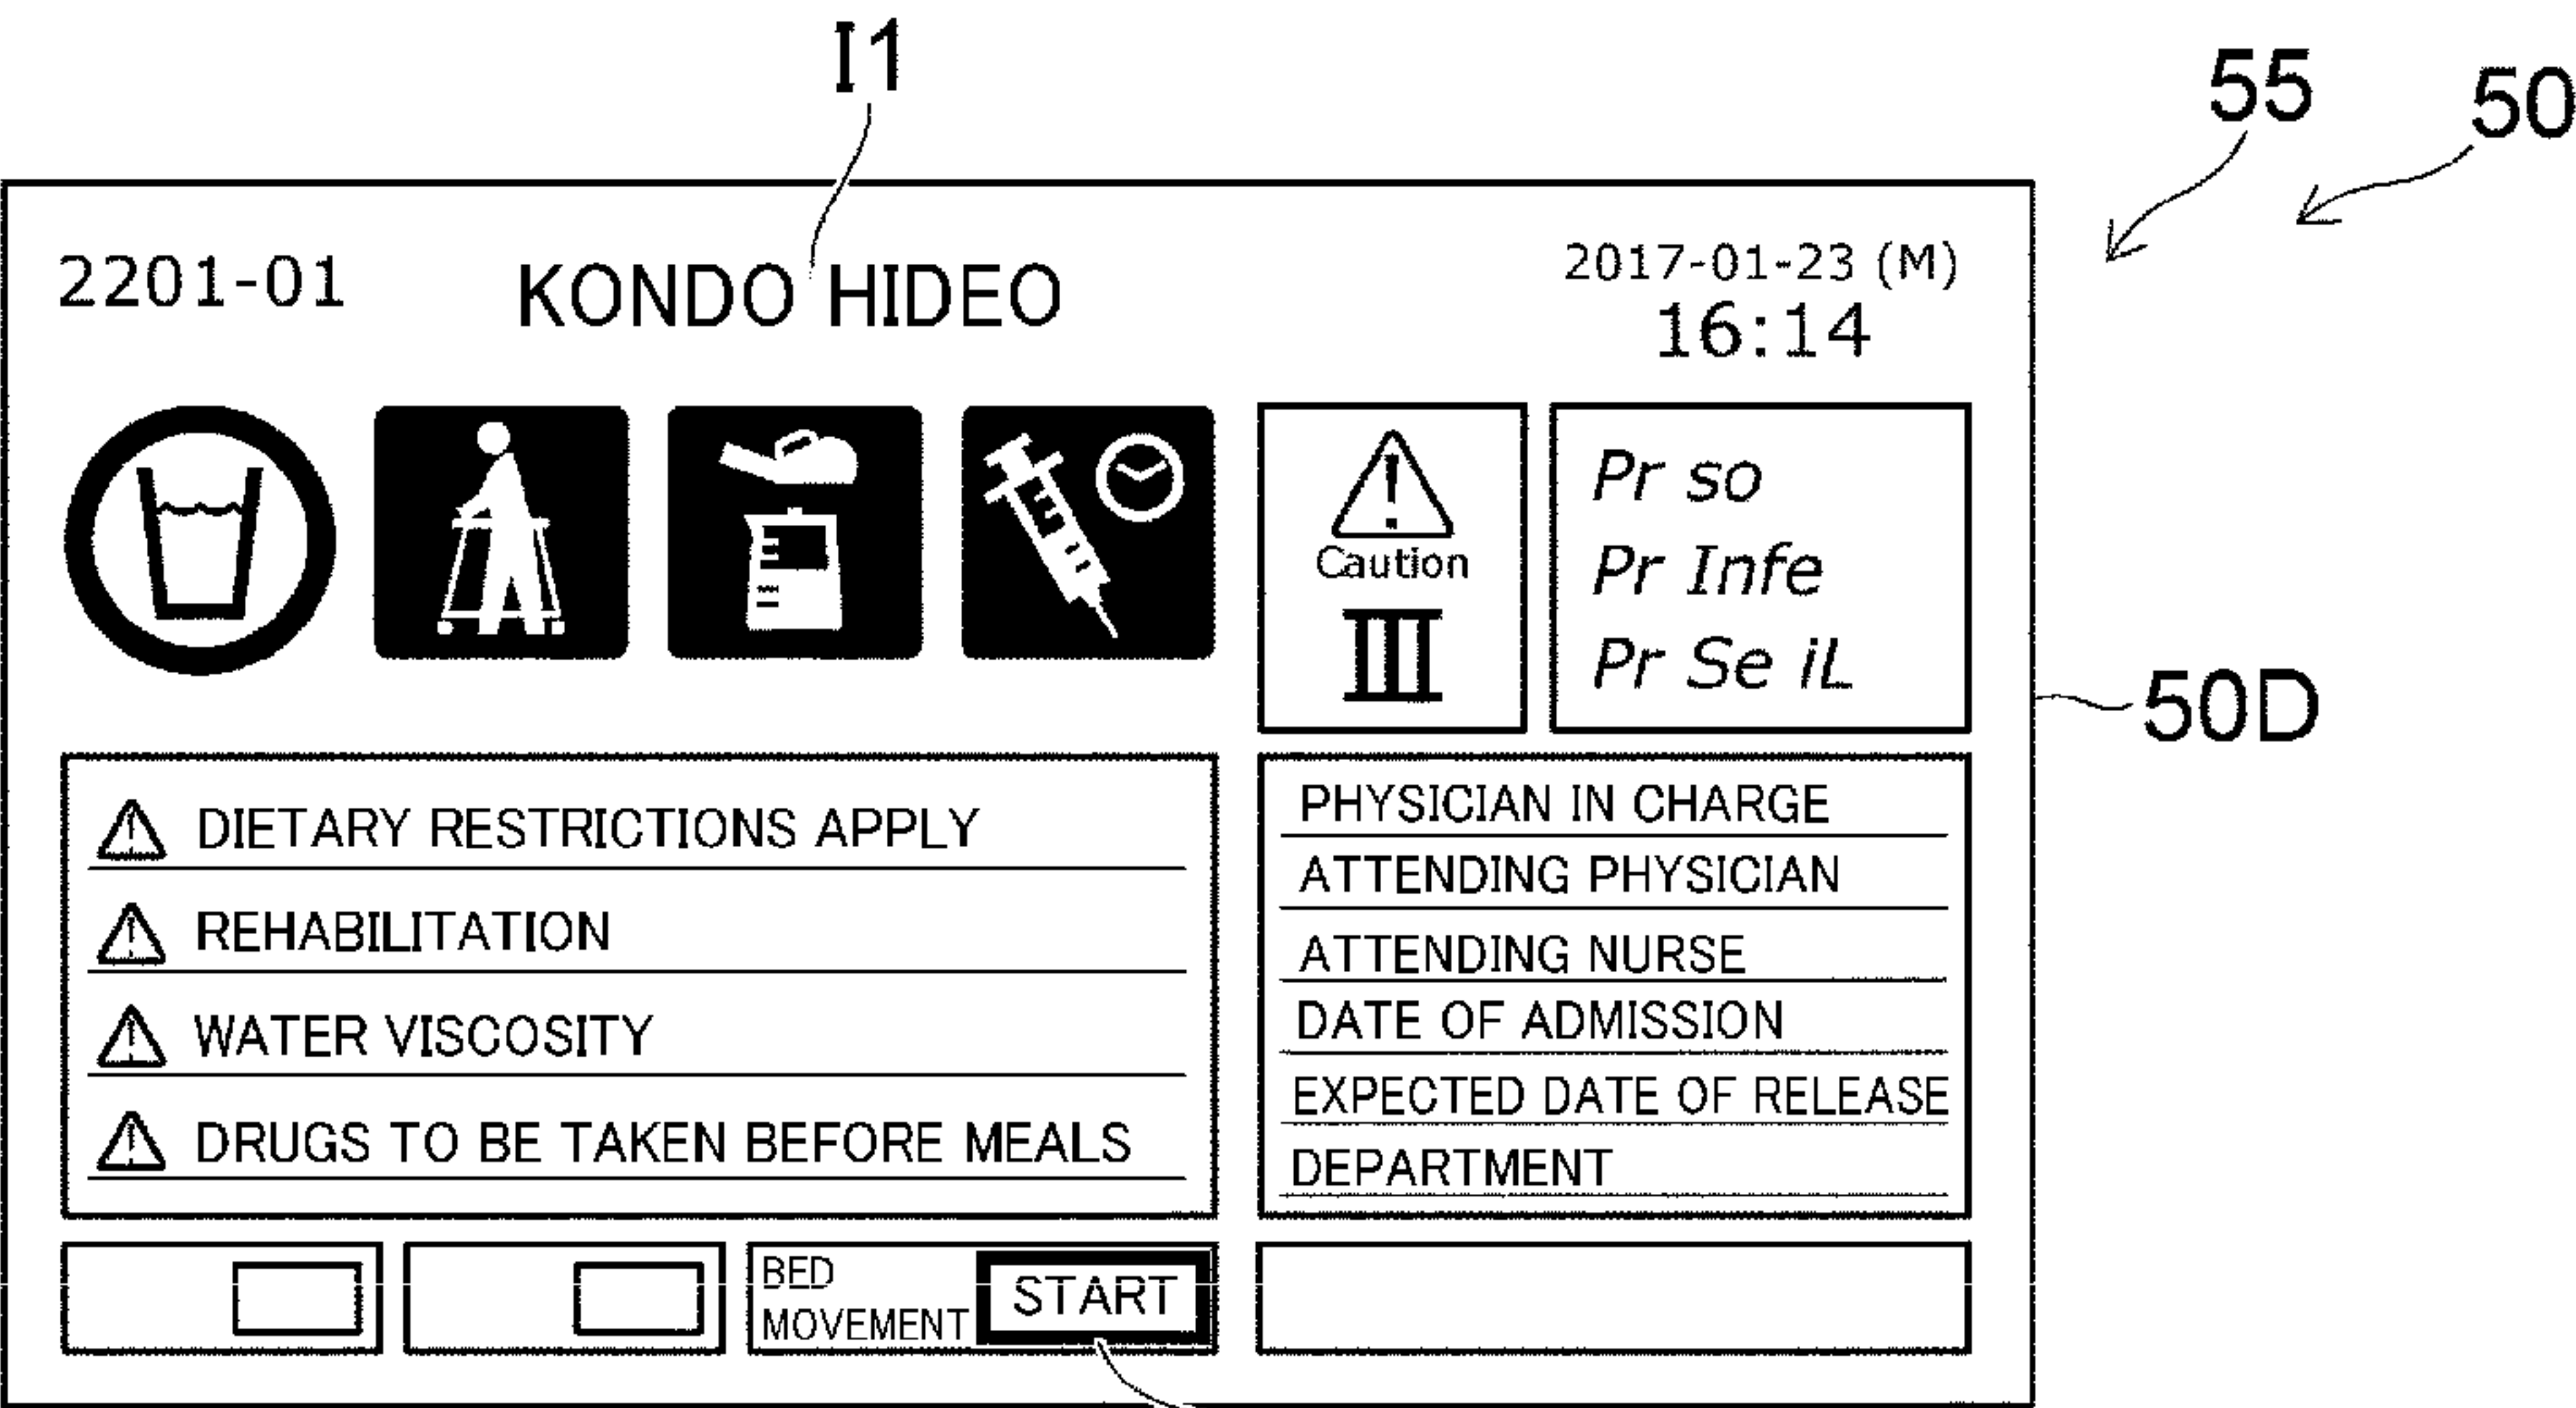 I1
55
50
2201-01
KONDO HIDEO
2017-01-23 (M)
16:14
Caution
III
Pr so
Pr Infe
Pr Se iL
50D
DIETARY RESTRICTIONS APPLY
REHABILITATION
WATER VISCOSITY
DRUGS TO BE TAKEN BEFORE MEALS
PHYSICIAN IN CHARGE
ATTENDING PHYSICIAN
ATTENDING NURSE
DATE OF ADMISSION
EXPECTED DATE OF RELEASE
DEPARTMENT
BED
MOVEMENT
START